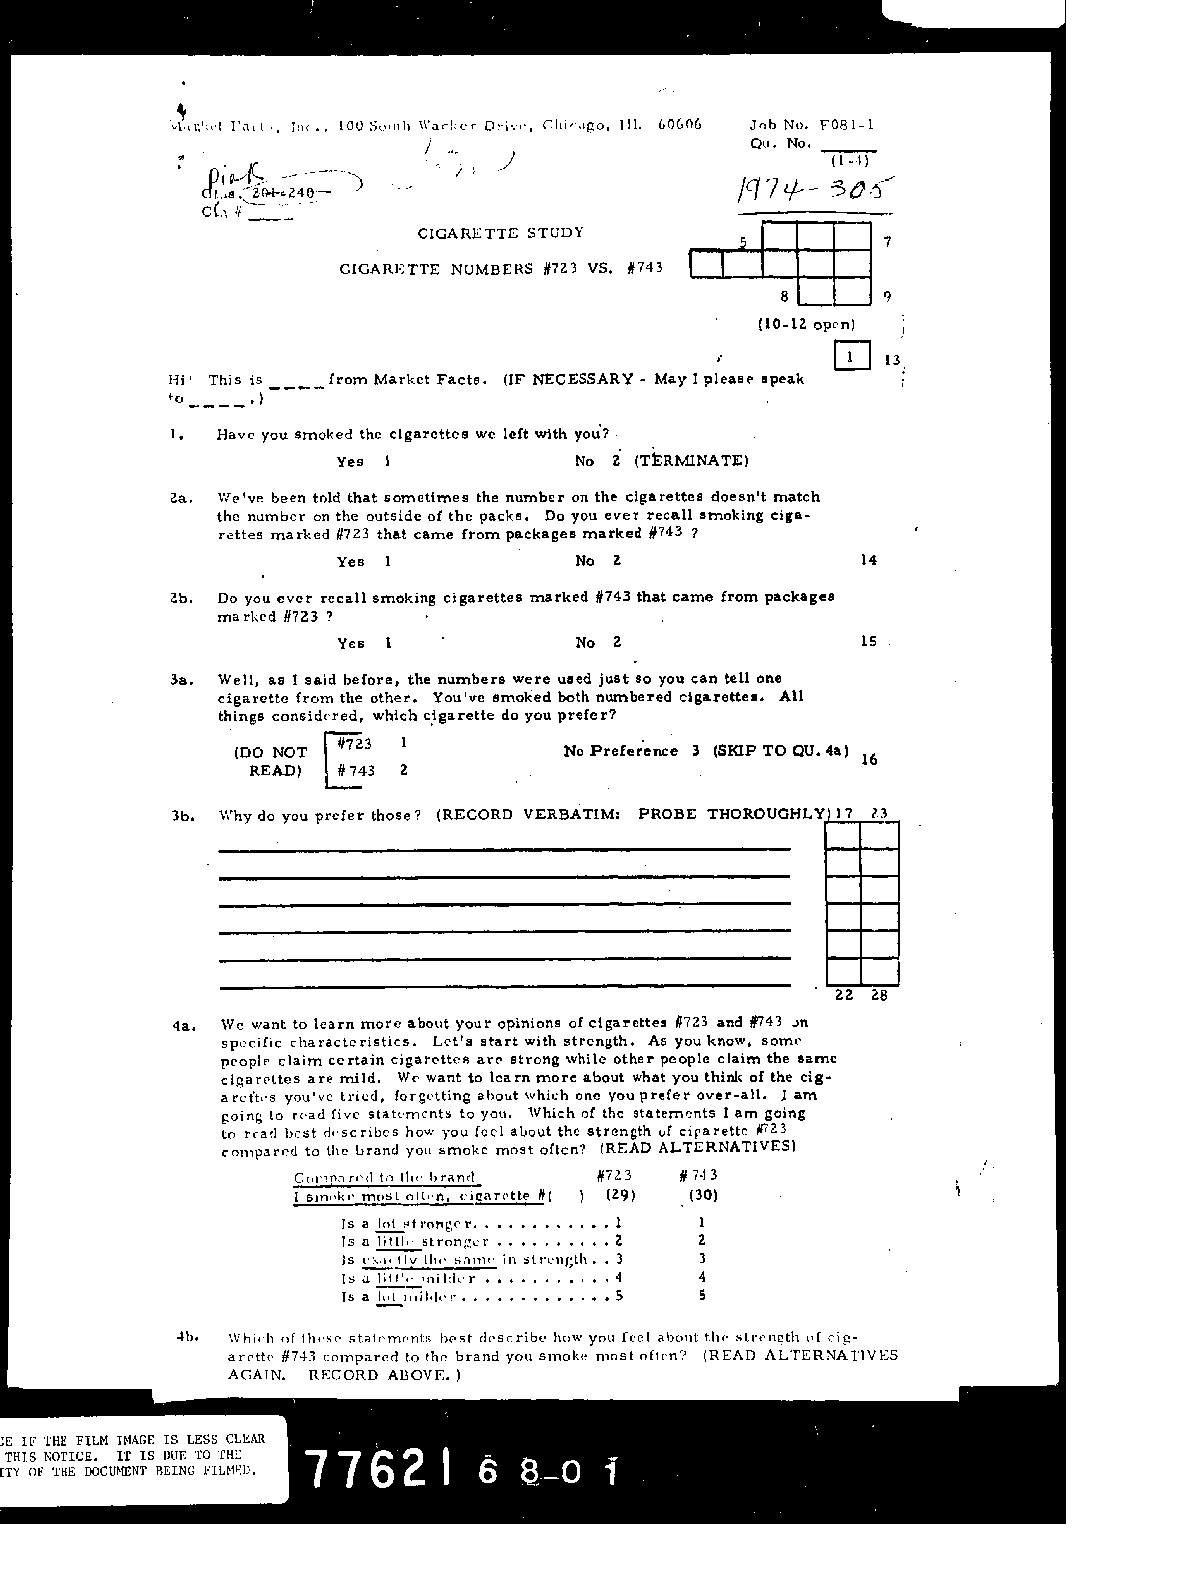 Market Facts, Inc., 100 South Wacker Drive, Chicago, Ill. 60606 Job No. F081-1
Qu. No. ____
(1-4)
1974-305
Cin # ____
CIGARETTE STUDY
5 7
CIGARETTE NUMBERS #723 VS. #743
8 9
(10-12 open)
1 13
Hi! This is ____ from Market Facts. (IF NECESSARY - May I please speak
to ____.)
1. Have you smoked the cigarettes we left with you?
Yes 1 No 2 (TERMINATE)
2a. We've been told that sometimes the number on the cigarettes doesn't match
the number on the outside of the packs. Do you ever recall smoking ciga-
rettes marked #723 that came from packages marked #743 ?
Yes 1 No 2 14
2b. Do you ever recall smoking cigarettes marked #743 that came from packages
marked #723 ?
Yes 1 No 2 15
3a. Well, as I said before, the numbers were used just so you can tell one
cigarette from the other. You've smoked both numbered cigarettes. All
things considered, which cigarette do you prefer?
(DO NOT #723 1 No Preference 3 (SKIP TO QU. 4a) 16
READ) #743 2
3b. Why do you prefer those? (RECORD VERBATIM: PROBE THOROUGHLY) 17 23
22 28
4a. We want to learn more about your opinions of cigarettes #723 and #743 on
specific characteristics. Let's start with strength. As you know, some
people claim certain cigarettes are strong while other people claim the same
cigarettes are mild. We want to learn more about what you think of the cig-
arettes you've tried, forgetting about which one you prefer over-all. I am
going to read five statements to you. Which of the statements I am going
to read best describes how you feel about the strength of cigarette #723
compared to the brand you smoke most often? (READ ALTERNATIVES)
Compared to the brand #723 #743
I smoke most often, cigarette #( ) (29) (30)
Is a lot stronger. . . . . . . . . . . . 1 1
Is a little stronger . . . . . . . . . . 2 2
Is exactly the same in strength. . 3 3
Is a little milder . . . . . . . . . . . 4 4
Is a lot milder. . . . . . . . . . . . . 5 5
4b. Which of these statements best describe how you feel about the strength of cig-
arette #743 compared to the brand you smoke most often? (READ ALTERNATIVES
AGAIN. RECORD ABOVE.)
IF THE FILM IMAGE IS LESS CLEAR
THIS NOTICE. IT IS DUE TO THE
OF THE DOCUMENT BEING FILMED.
77621 68-01